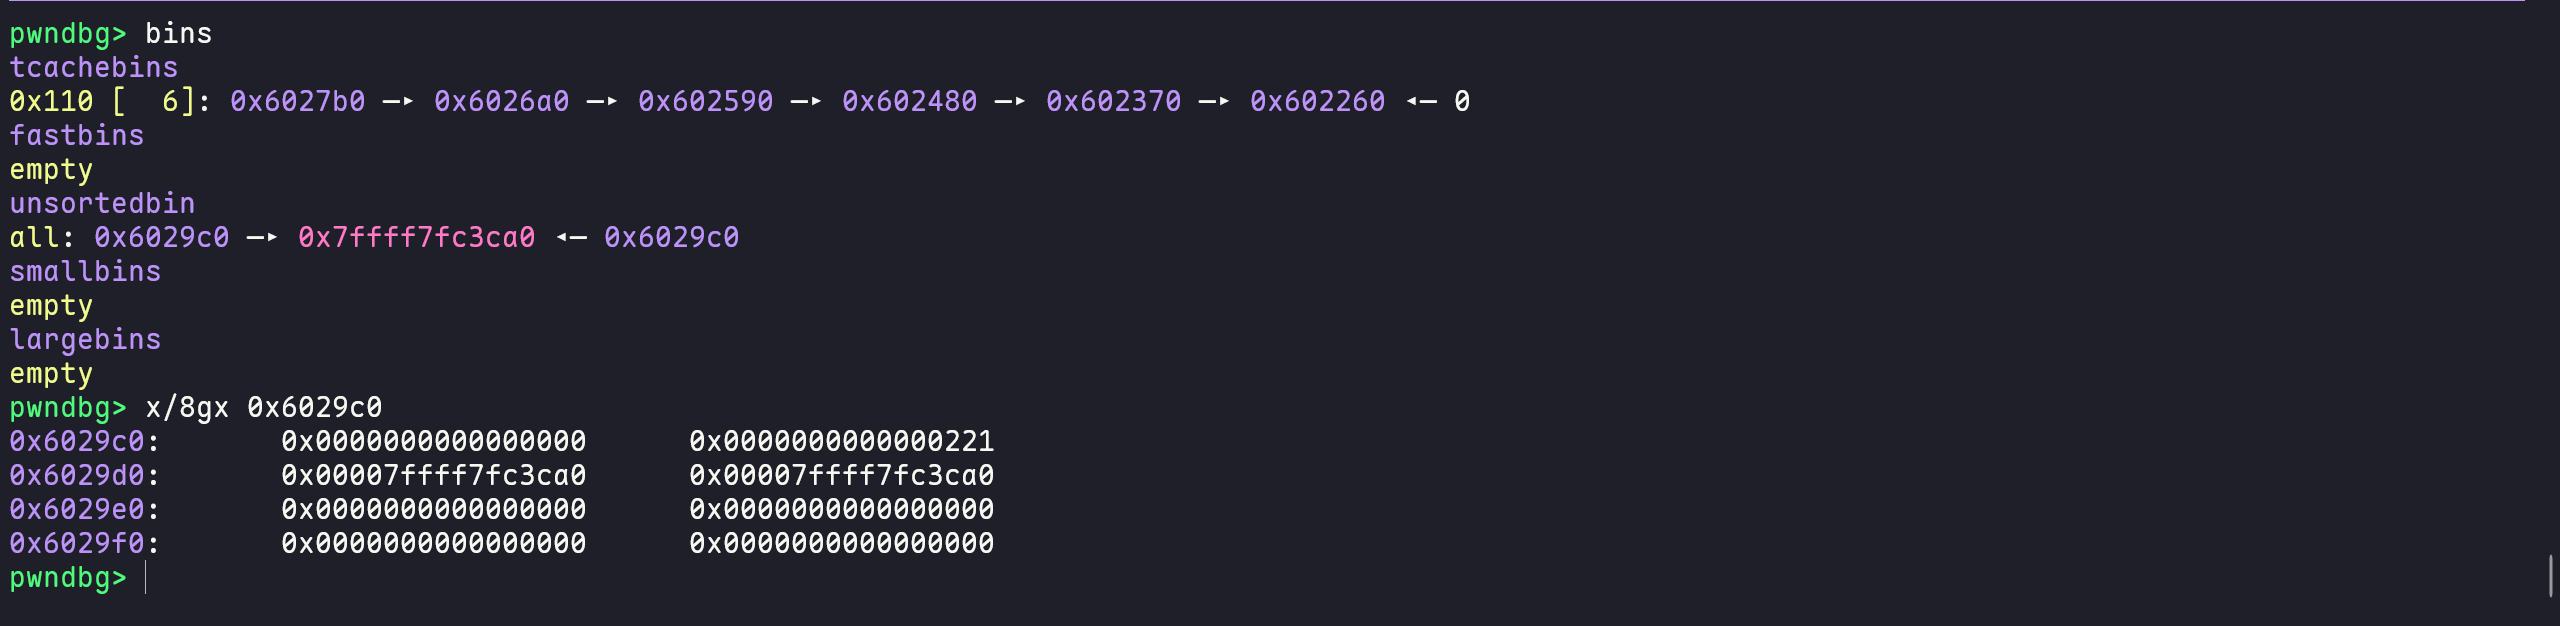 pwndbg> bins
tcachebins
0x110 [  6]: 0x6027b0 —▸ 0x6026a0 —▸ 0x602590 —▸ 0x602480 —▸ 0x602370 —▸ 0x602260 ◂— 0
fastbins
empty
unsortedbin
all: 0x6029c0 —▸ 0x7ffff7fc3ca0 ◂— 0x6029c0
smallbins
empty
largebins
empty
pwndbg> x/8gx 0x6029c0
0x6029c0:       0x0000000000000000      0x0000000000000221
0x6029d0:       0x00007ffff7fc3ca0      0x00007ffff7fc3ca0
0x6029e0:       0x0000000000000000      0x0000000000000000
0x6029f0:       0x0000000000000000      0x0000000000000000
pwndbg>